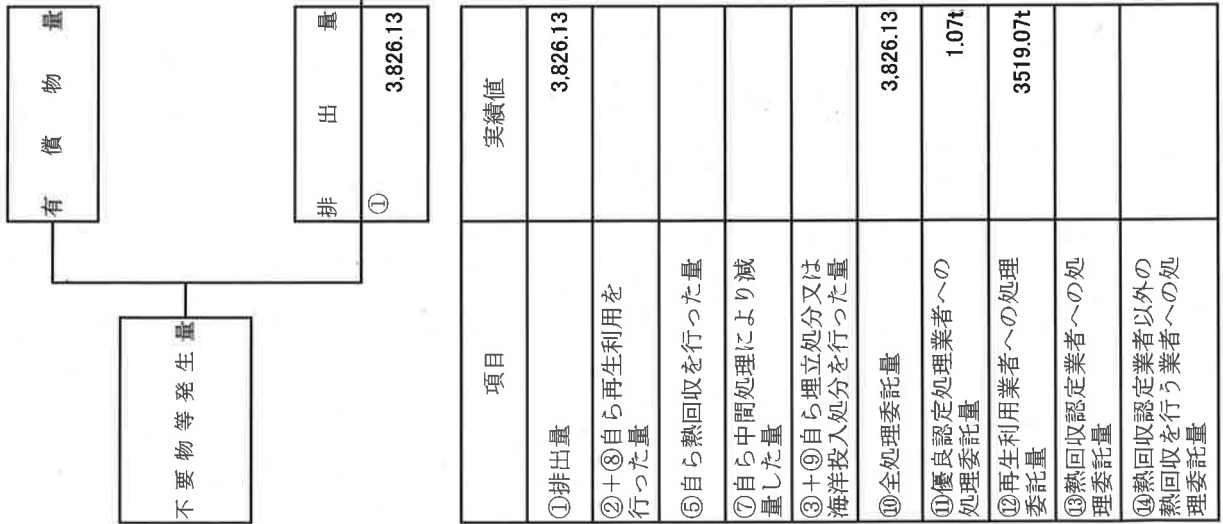 有償物量
不要物等発生量
排出量
①
3,826.13
項目
実績値
①排出量
3,826.13
②+⑧自ら再生利用を
行った量
⑤自ら熱回収を行った量
⑦自ら中間処理により減
量した量
③+⑨自ら埋立処分又は
海洋投入処分を行った量
⑩全処理委託量
3,826.13
⑪優良認定処理業者への
処理委託量
1.07t
⑫再生利用業者への処理
委託量
3519.07t
⑬熱回収認定業者への処
理委託量
⑭熱回収認定業者以外の
熱回収を行う業者への処
理委託量